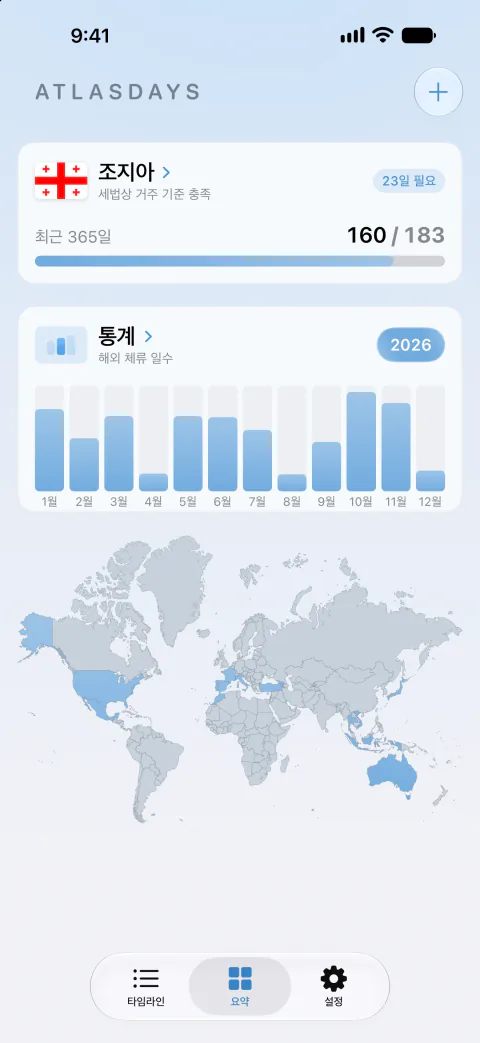 9:41
ATLASDAYS
조지아
23일 필요
세법상 거주 기준 충족
최근 365일
160 / 183
통계
2026
해외 체류 일수
1월 2월 3월 4월 5월 6월 7월 8월 9월 10월 11월 12월
타임라인 요약 설정